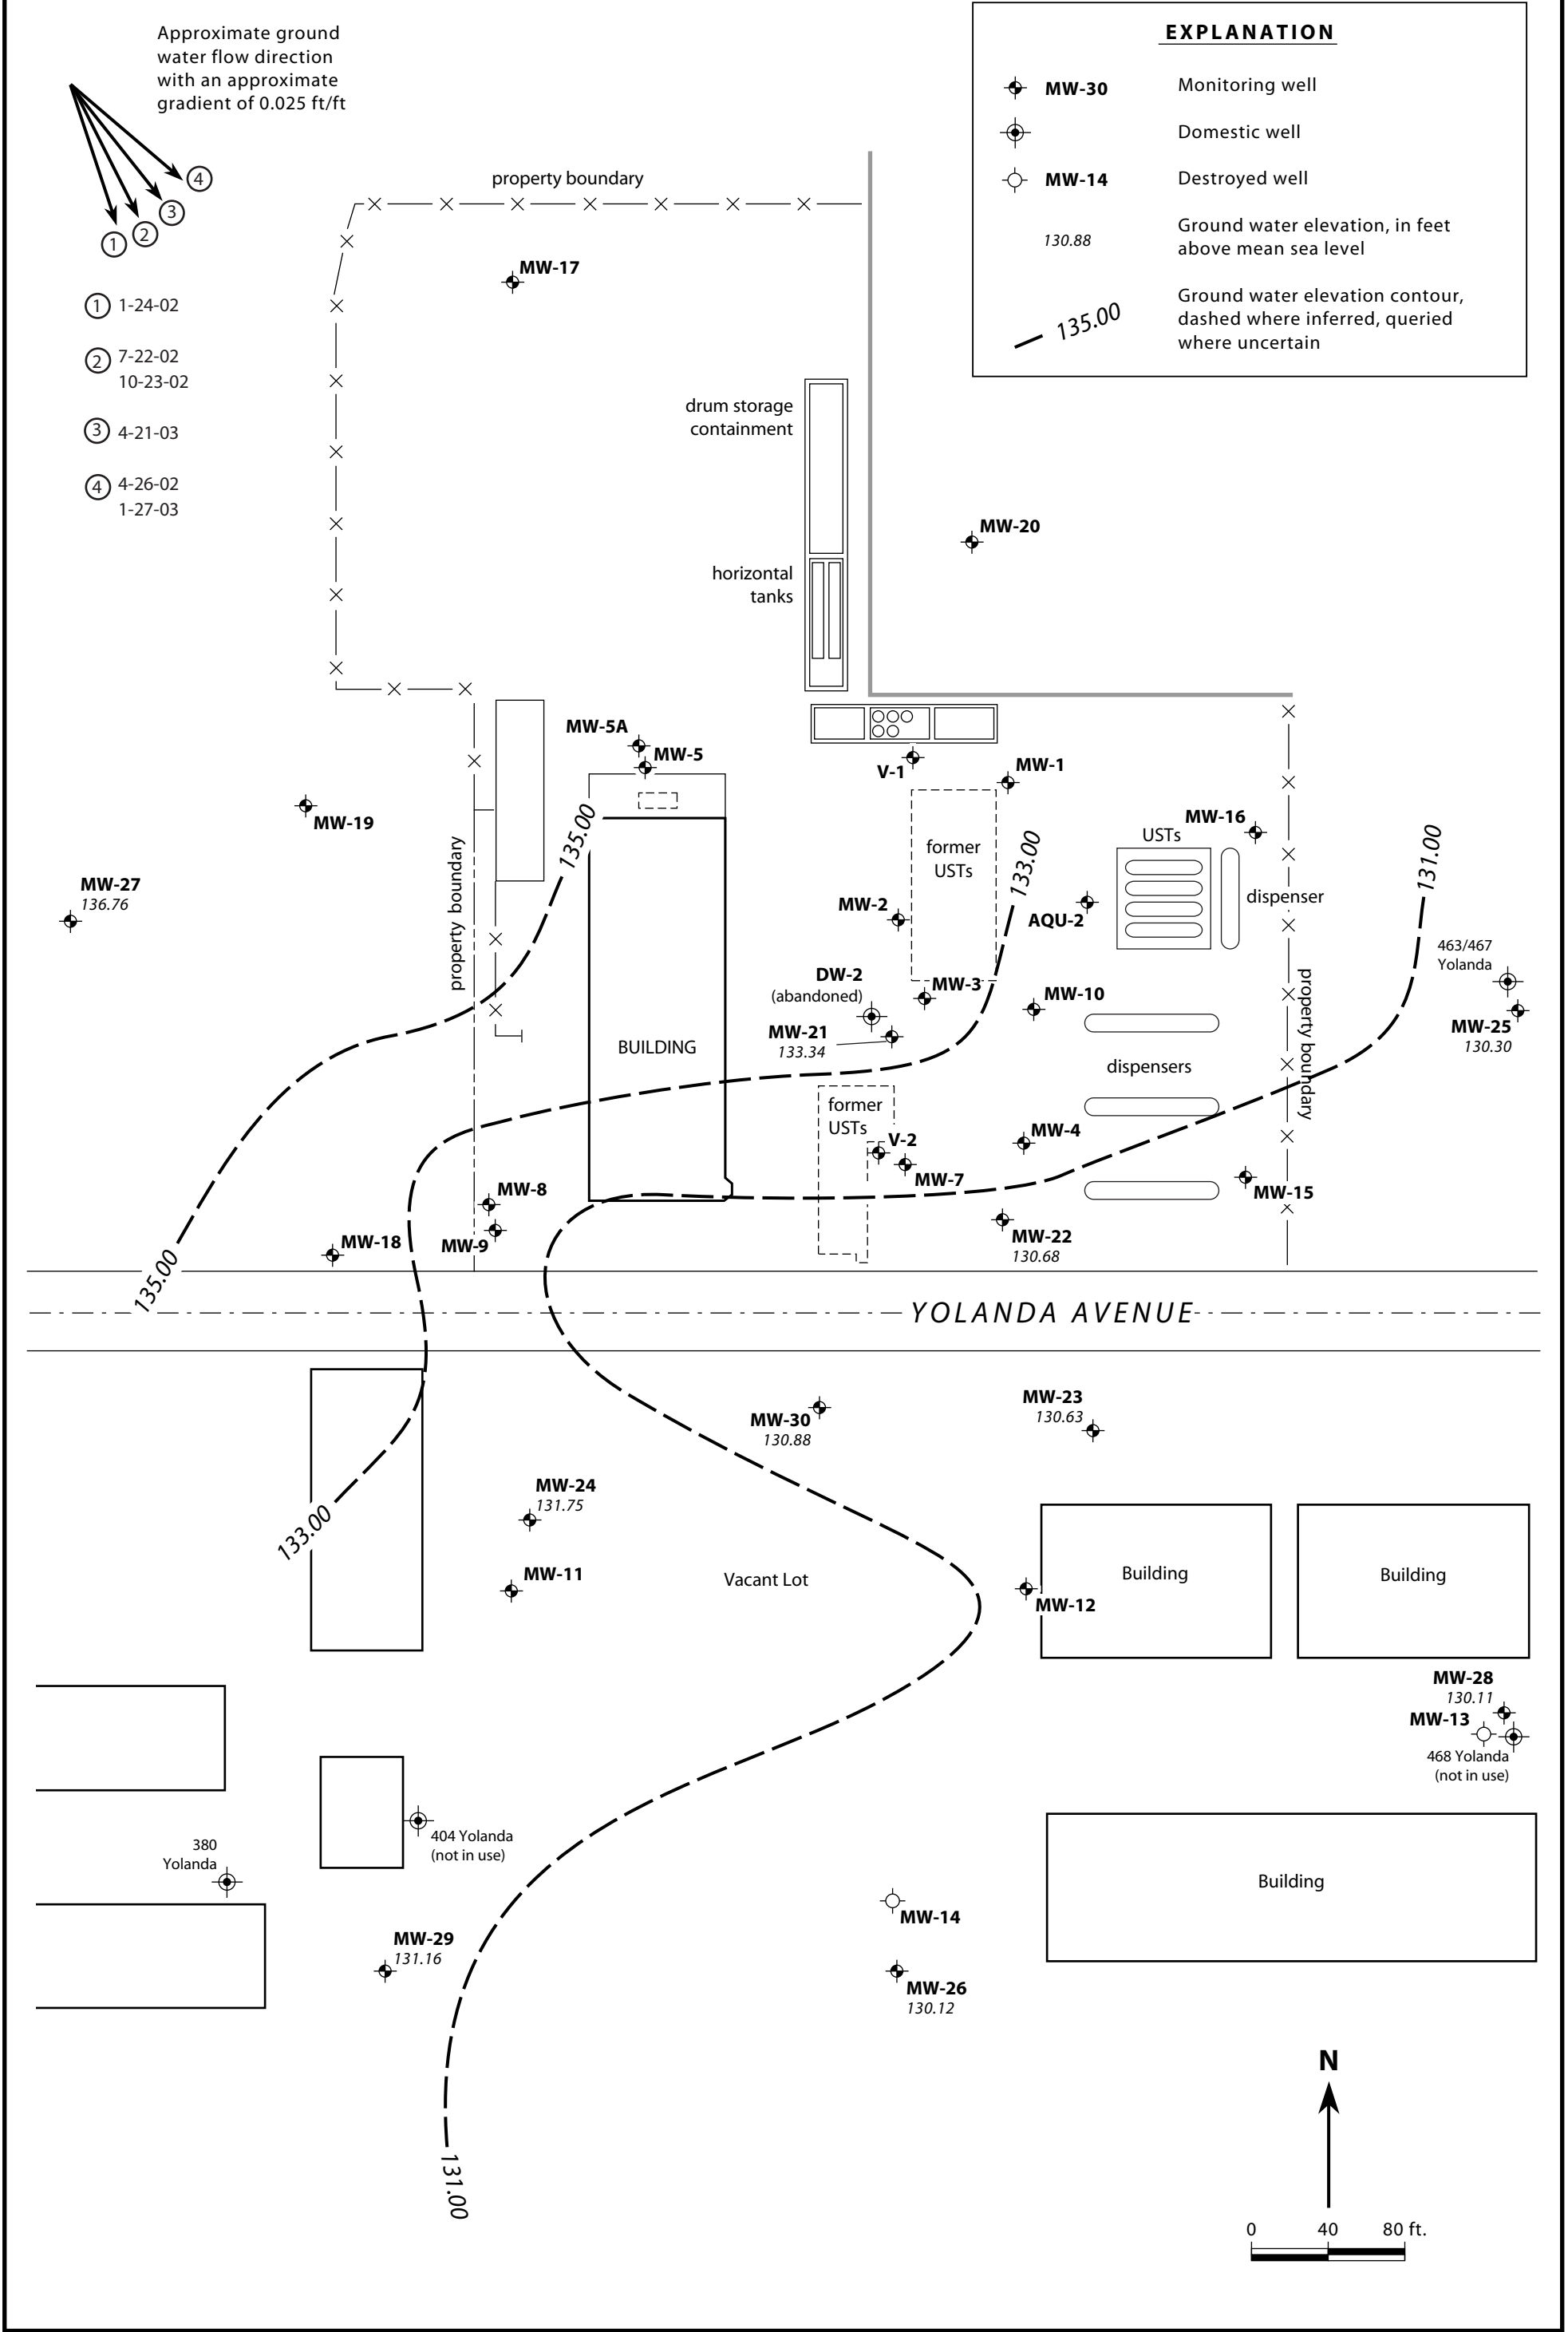 Approximate ground
water flow direction
with an approximate
gradient of 0.025 ft/ft
1
2
3
4
1 1-24-02
2 7-22-02
10-23-02
3 4-21-03
4 4-26-02
1-27-03
EXPLANATION
MW-30 Monitoring well
Domestic well
MW-14 Destroyed well
130.88 Ground water elevation, in feet
above mean sea level
135.00 Ground water elevation contour,
dashed where inferred, queried
where uncertain
property boundary
MW-17
drum storage
containment
MW-20
horizontal
tanks
MW-5A
MW-5
V-1
MW-1
MW-19
MW-16
USTs
135.00
former
USTs
133.00
131.00
property boundary
MW-27
136.76
MW-2
AQU-2
dispenser
463/467
Yolanda
DW-2
(abandoned)
MW-3
MW-10
property boundary
MW-25
130.30
MW-21
133.34
BUILDING
dispensers
former
USTs
V-2
MW-4
MW-7
MW-8
MW-15
MW-18
MW-9
MW-22
130.68
135.00
YOLANDA AVENUE
MW-30
130.88
MW-23
130.63
MW-24
131.75
133.00
MW-11
Vacant Lot
Building
Building
MW-12
MW-28
130.11
MW-13
468 Yolanda
(not in use)
404 Yolanda
(not in use)
380
Yolanda
Building
MW-14
MW-29
131.16
MW-26
130.12
N
131.00
0 40 80 ft.